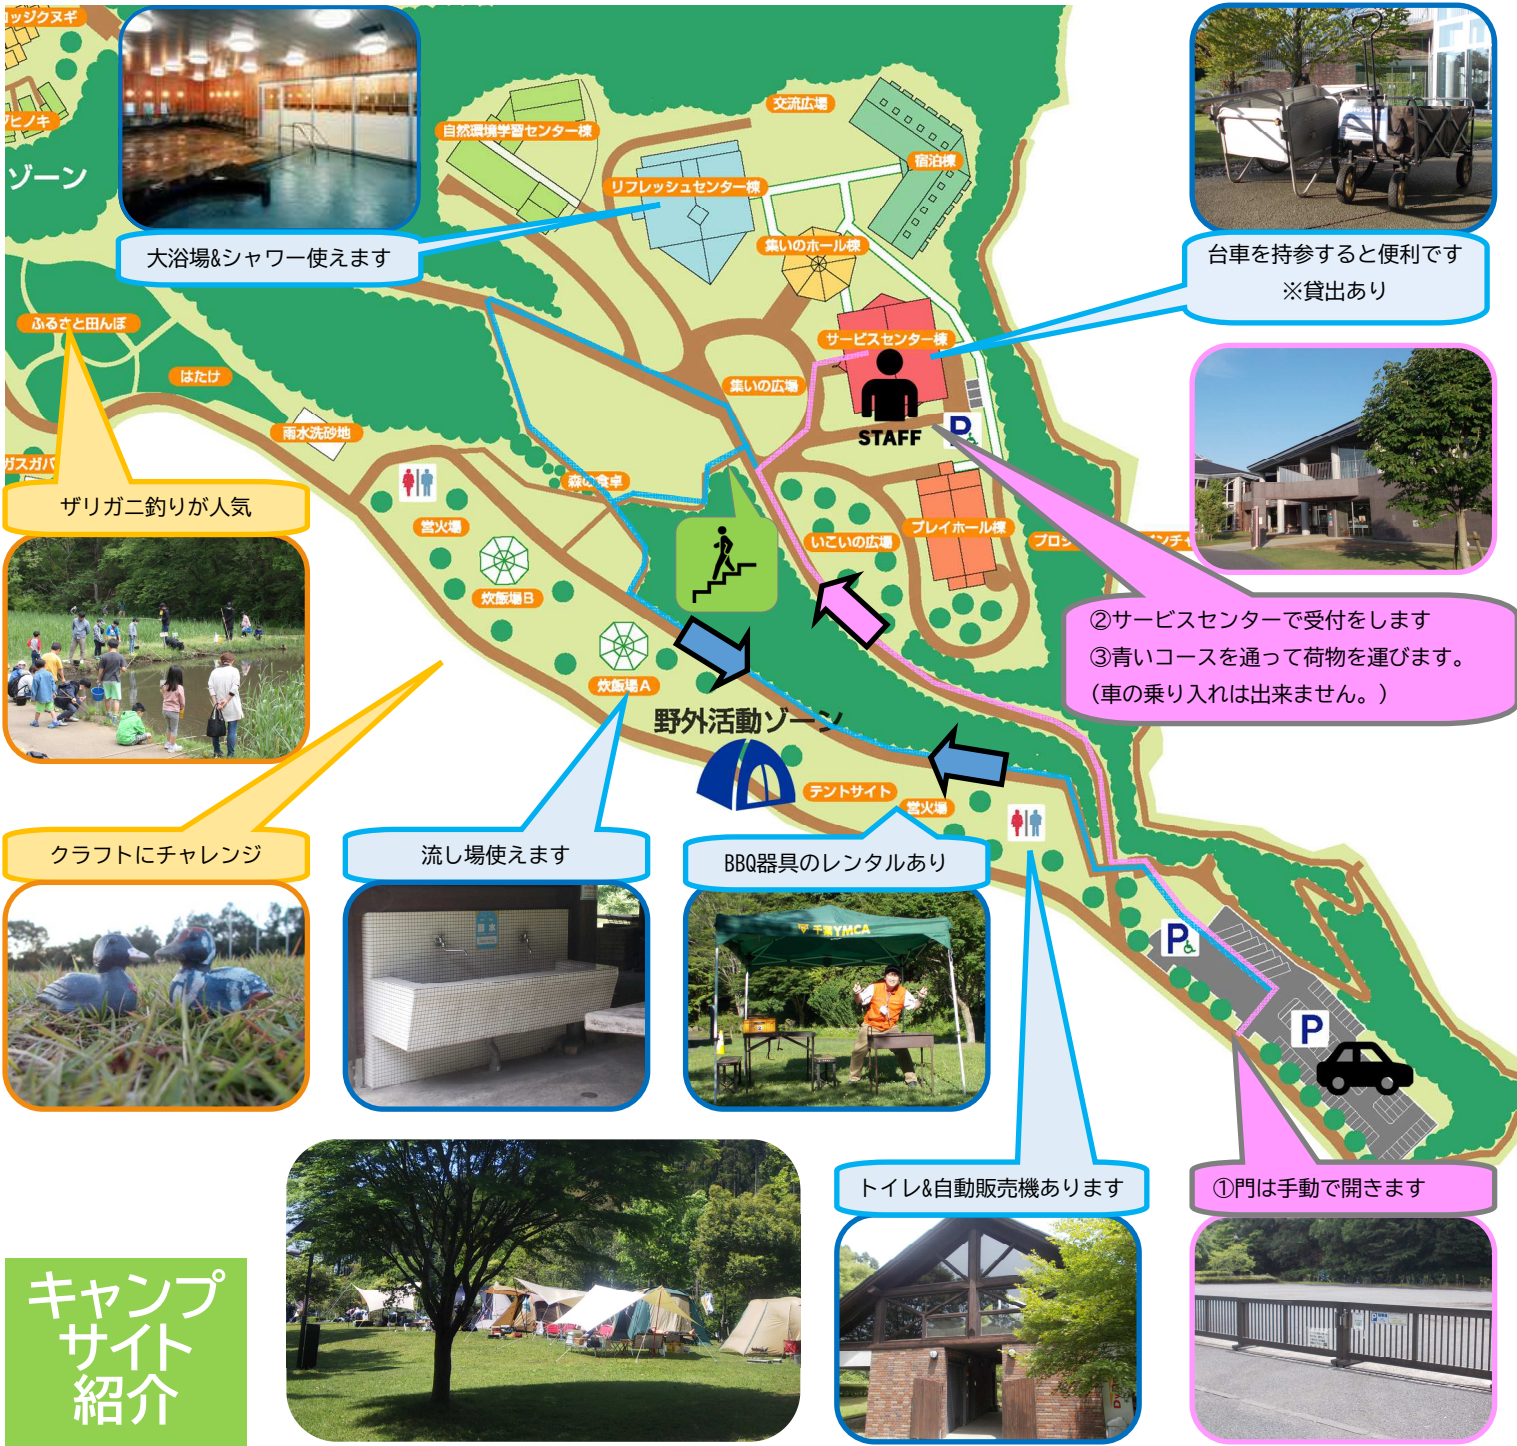 ロッジクヌギ
ヒノキ
ゾーン
大浴場&シャワー使えます
自然環境学習センター棟
交流広場
宿泊棟
リフレッシュセンター棟
集いのホール棟
台車を持参すると便利です
※貸出あり
ふるさと田んぼ
はたけ
雨水洗砂地
サービスセンター棟
集いの広場
STAFF
P
ガスガバ
ザリガニ釣りが人気
営火場
森の食卓
いこいの広場
プレイホール棟
プロジ
炊飯場B
炊飯場A
②サービスセンターで受付をします
③青いコースを通って荷物を運びます。
(車の乗り入れは出来ません。)
野外活動ゾーン
テントサイト
営火場
クラフトにチャレンジ
流し場使えます
BBQ器具のレンタルあり
節水
千葉YMCA
P
P
トイレ&自動販売機あります
①門は手動で開きます
キャンプ
サイト
紹介